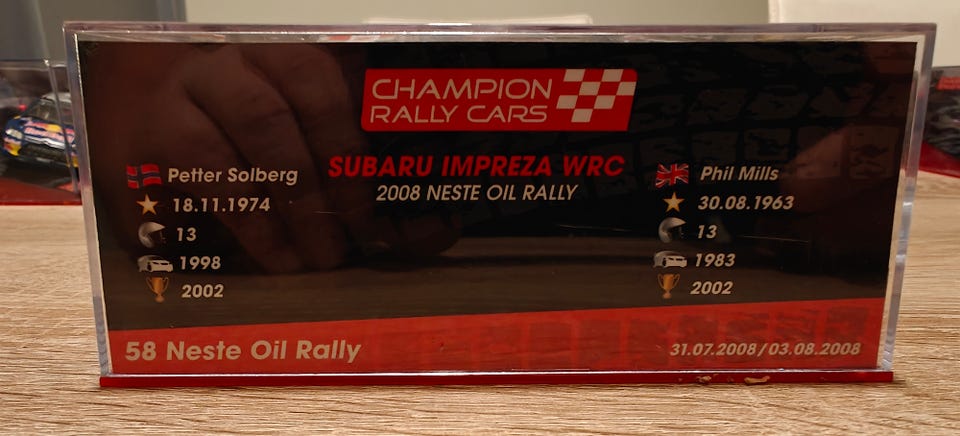 CHAMPION
RALLY CARS
SUBARU IMPREZA WRC
2008 NESTE OIL RALLY
Petter Solberg
18.11.1974
13
1998
2002
Phil Mills
30.08.1963
13
1983
2002
58 Neste Oil Rally
31.07.2008/03.08.2008